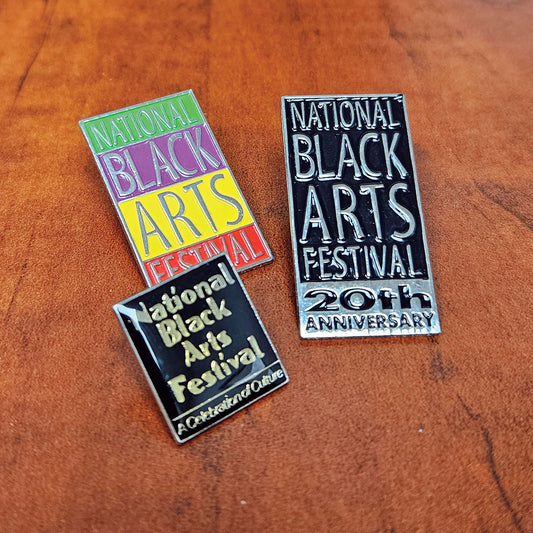 NATIONAL
BLACK
ARTS
FESTIVAL
NATIONAL
BLACK
ARTS
FESTIVAL
20th
ANNIVERSARY
National
Black
Arts
Festival
A Celebration of Culture